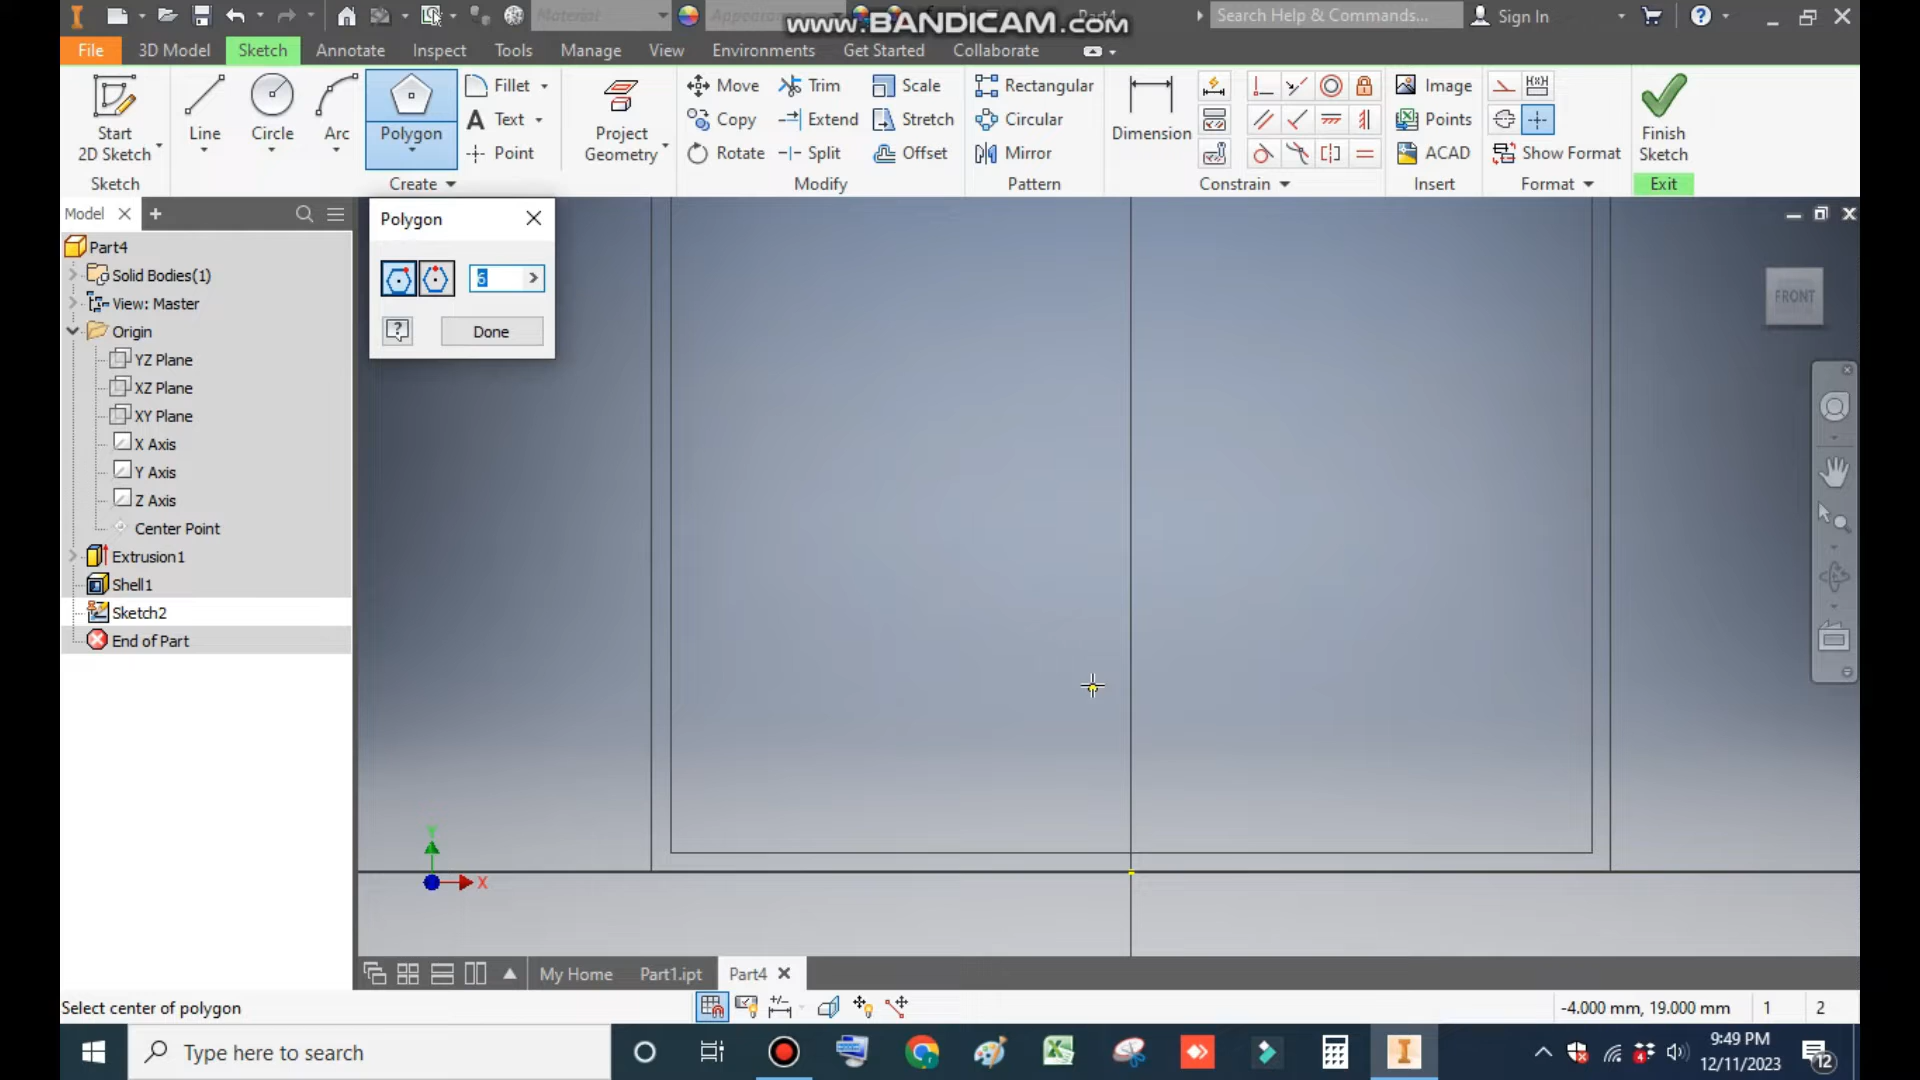 Material
Appearance
www.BANDICAM.com
Part4
Search Help & Commands...
Sign In
File
3D Model
Sketch
Annotate
Inspect
Tools
Manage
View
Environments
Get Started
Collaborate
Start
2D Sketch
Line
Circle
Arc
Polygon
Fillet
Text
Point
Project
Geometry
Move
Copy
Rotate
Trim
Extend
Split
Scale
Stretch
Offset
Rectangular
Circular
Mirror
Dimension
Image
Points
ACAD
Show Format
Finish
Sketch
Sketch
Create
Modify
Pattern
Constrain
Insert
Format
Exit
Model
Polygon
6
Done
Part4
Solid Bodies(1)
View: Master
Origin
YZ Plane
XZ Plane
XY Plane
X Axis
Y Axis
Z Axis
Center Point
Extrusion1
Shell1
Sketch2
End of Part
FRONT
Y
X
My Home
Part1.ipt
Part4
Select center of polygon
-4.000 mm, 19.000 mm
1
2
Type here to search
9:49 PM
12/11/2023
12